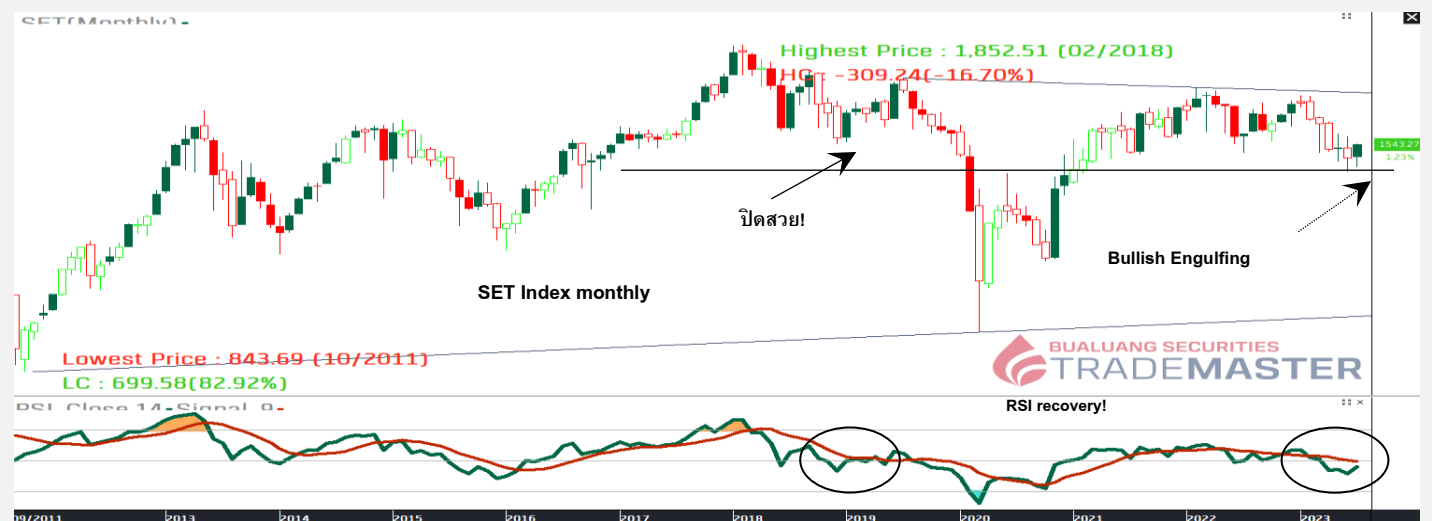 SET(Monthly)
Highest Price : 1,852.51 (02/2018)
HC : -309.24(-16.70%)
1543.27
1.23%
ปิดสวย!
Bullish Engulfing
SET Index monthly
Lowest Price : 843.69 (10/2011)
LC : 699.58(82.92%)
BUALUANG SECURITIES
TRADEMASTER
RSI Close 14 Signal 9
RSI recovery!
09/2011 2013 2014 2015 2016 2017 2018 2019 2020 2021 2022 2023